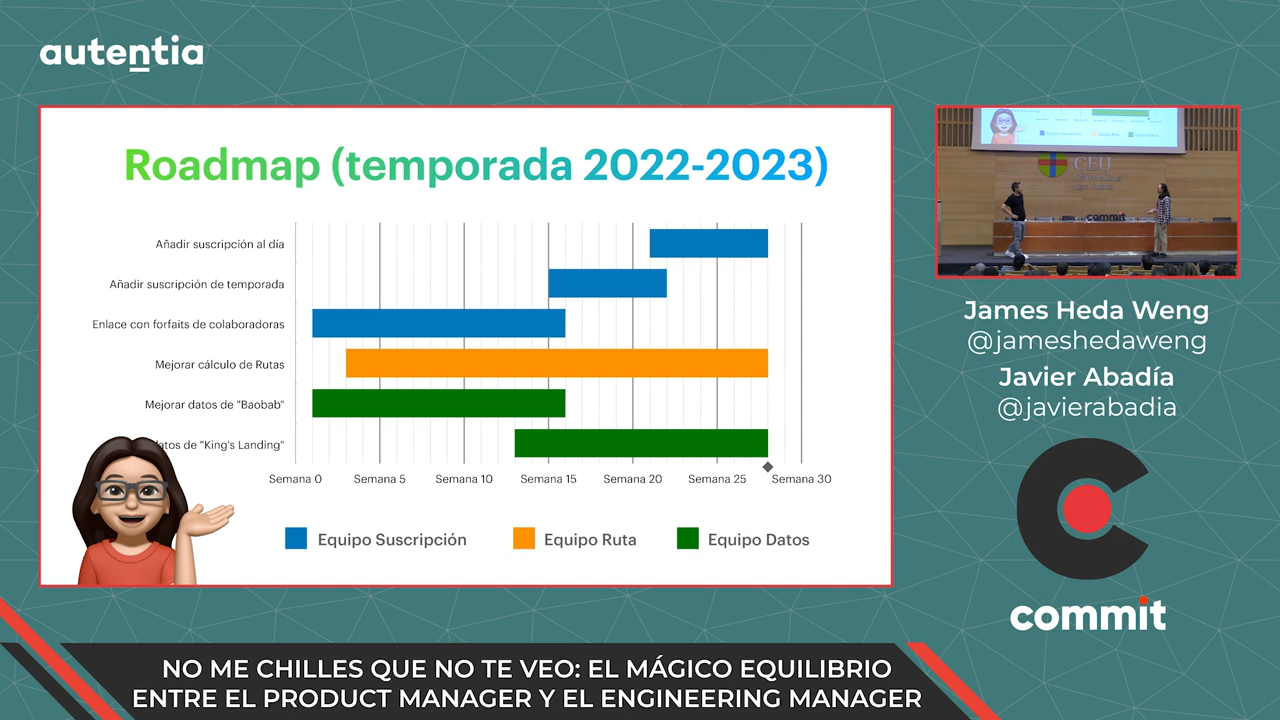 autentia
Roadmap (temporada 2022-2023)
Añadir suscripción al día
Añadir suscripción de temporada
Enlace con forfaits de colaboradoras
Mejorar cálculo de Rutas
Mejorar datos de "Baobab"
datos de "King's Landing"
Semana 0 Semana 5 Semana 10 Semana 15 Semana 20 Semana 25 Semana 30
Equipo Suscripción Equipo Ruta Equipo Datos
CEU
commit
James Heda Weng
@jameshedaweng
Javier Abadía
@javierabadia
commit
NO ME CHILLES QUE NO TE VEO: EL MÁGICO EQUILIBRIO
ENTRE EL PRODUCT MANAGER Y EL ENGINEERING MANAGER